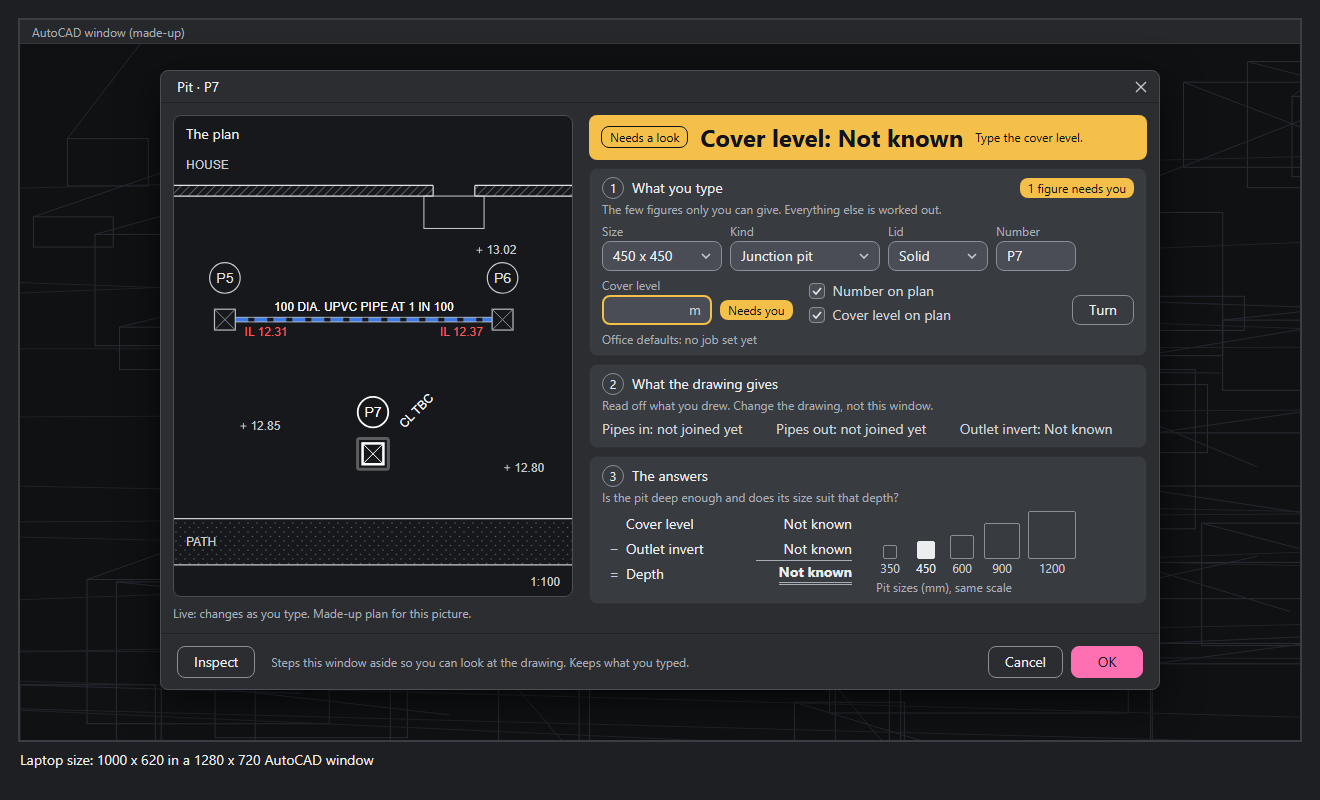 AutoCAD window (made-up)
Pit · P7
The plan
HOUSE
+ 13.02
P5
P6
100 DIA. UPVC PIPE AT 1 IN 100
IL 12.31
IL 12.37
P7
CL TBC
+ 12.85
+ 12.80
PATH
1:100
Live: changes as you type. Made-up plan for this picture.
Needs a look
Cover level: Not known
Type the cover level.
1 What you type
1 figure needs you
The few figures only you can give. Everything else is worked out.
Size
Kind
Lid
Number
450 x 450
Junction pit
Solid
P7
Cover level
m
Needs you
Number on plan
Cover level on plan
Turn
Office defaults: no job set yet
2 What the drawing gives
Read off what you drew. Change the drawing, not this window.
Pipes in: not joined yet
Pipes out: not joined yet
Outlet invert: Not known
3 The answers
Is the pit deep enough and does its size suit that depth?
Cover level Not known
− Outlet invert Not known
= Depth Not known
350 450 600 900 1200
Pit sizes (mm), same scale
Inspect
Steps this window aside so you can look at the drawing. Keeps what you typed.
Cancel
OK
Laptop size: 1000 x 620 in a 1280 x 720 AutoCAD window